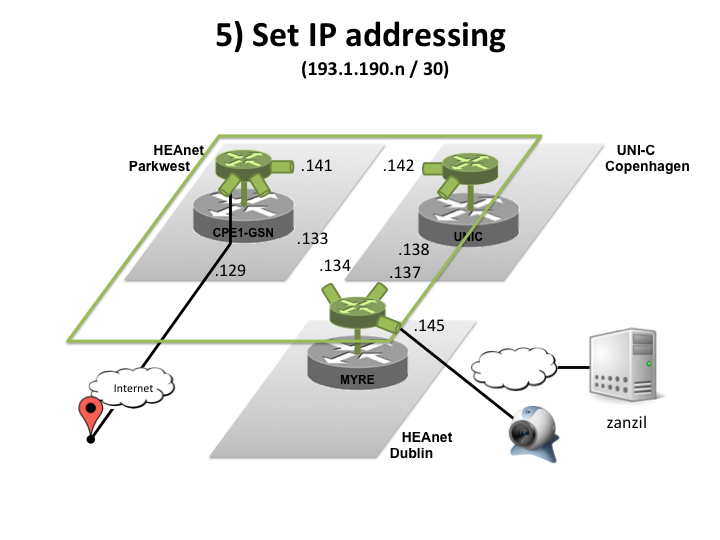 5) Set IP addressing
(193.1.190.n / 30)
HEAnet
Parkwest
UNI-C
Copenhagen
.141
.142
CPE1-GSN
.133
UNIC
.138
.134
.137
.129
.145
Internet
MYRE
zanzil
HEAnet
Dublin